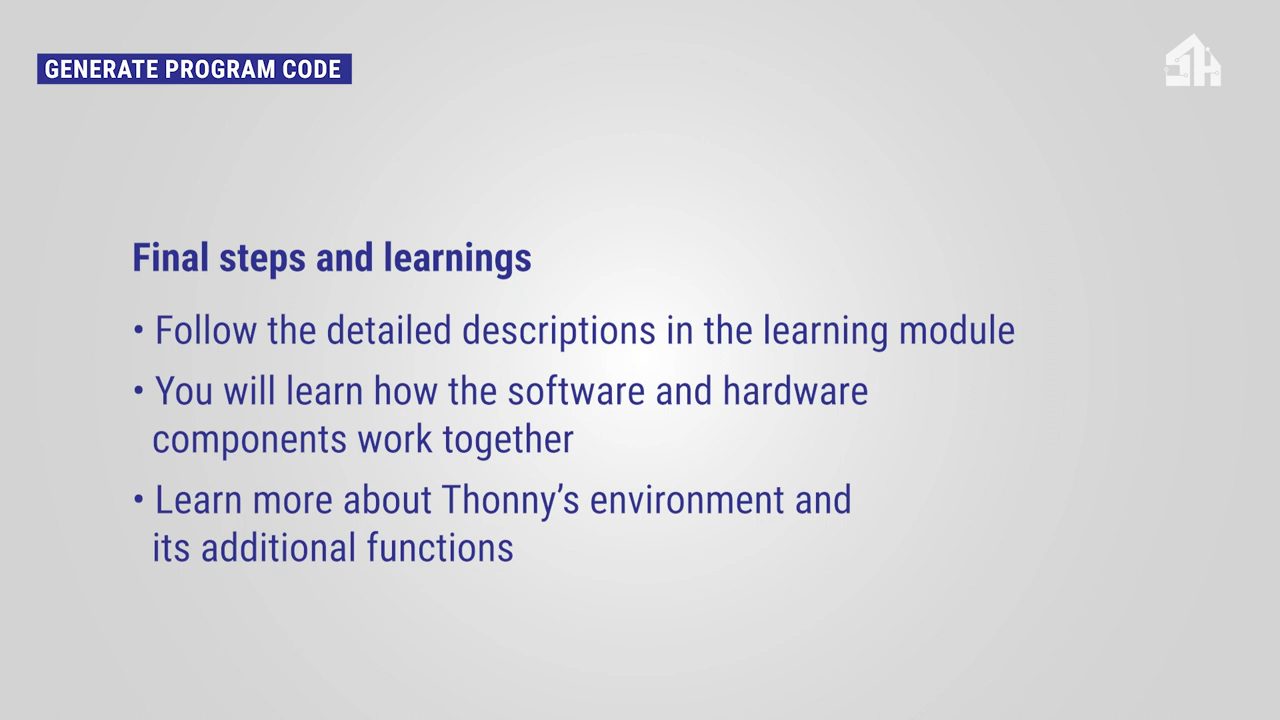 GENERATE PROGRAM CODE
SH
Final steps and learnings
• Follow the detailed descriptions in the learning module
• You will learn how the software and hardware
components work together
• Learn more about Thonny’s environment and
its additional functions